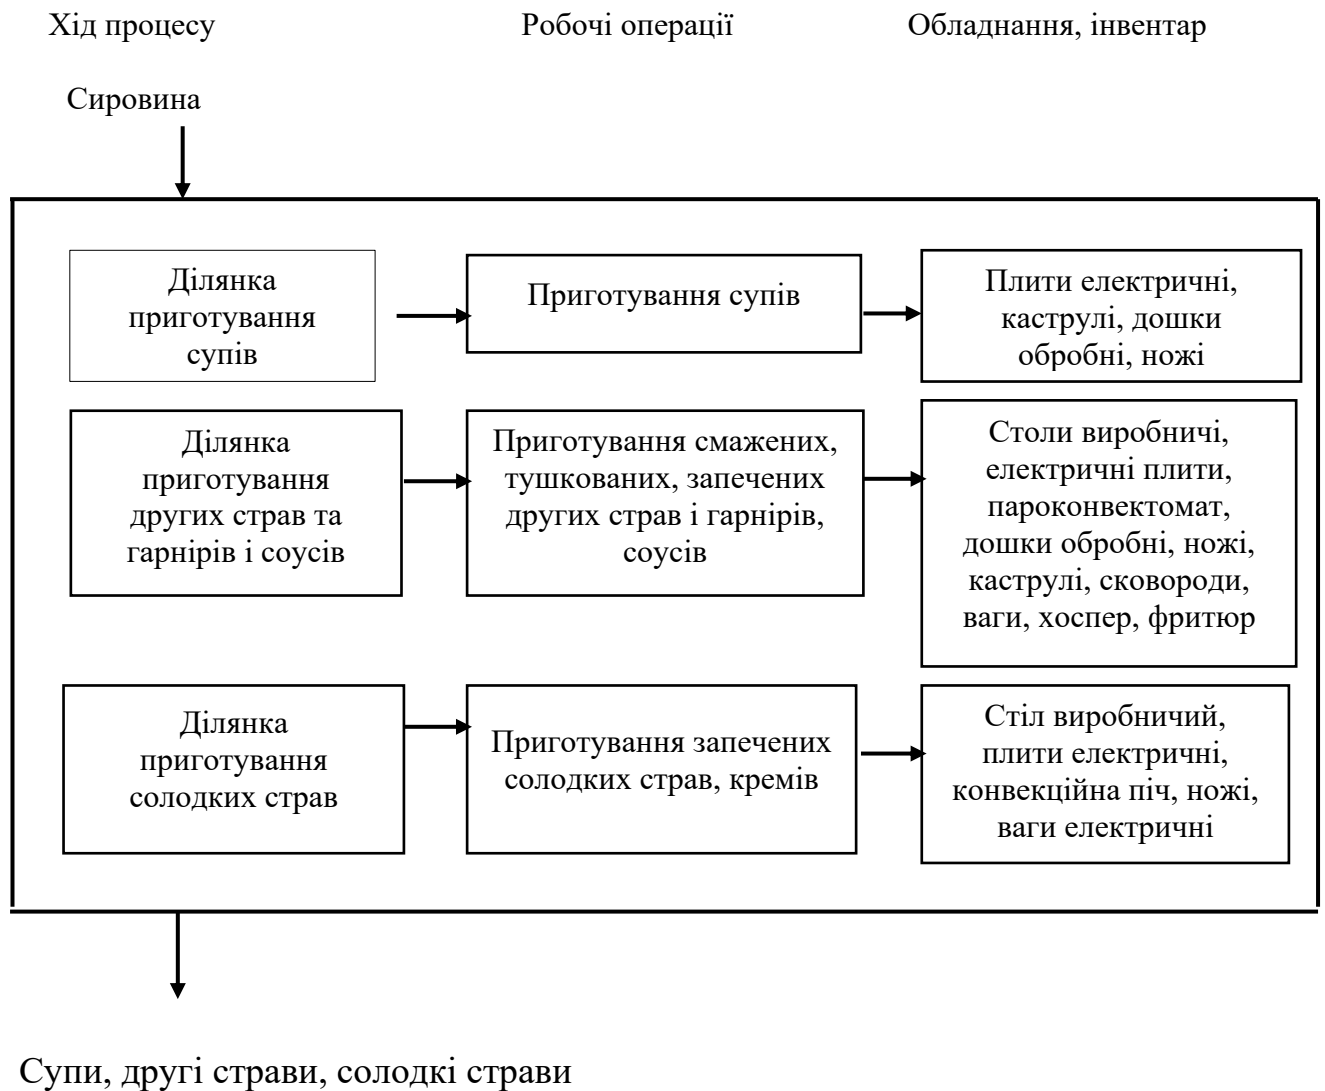 Хід процесу
Робочі операції
Обладнання, інвентар
Сировина
Ділянка
приготування
супів
Приготування супів
Плити електричні,
каструлі, дошки
обробні, ножі
Ділянка
приготування
других страв та
гарнірів і соусів
Приготування смажених,
тушкованих, запечених
других страв і гарнірів,
соусів
Столи виробничі,
електричні плити,
пароконвектомат,
дошки обробні, ножі,
каструлі, сковороди,
ваги, хоспер, фритюр
Ділянка
приготування
солодких страв
Приготування запечених
солодких страв, кремів
Стіл виробничий,
плити електричні,
конвекційна піч, ножі,
ваги електричні
Супи, другі страви, солодкі страви